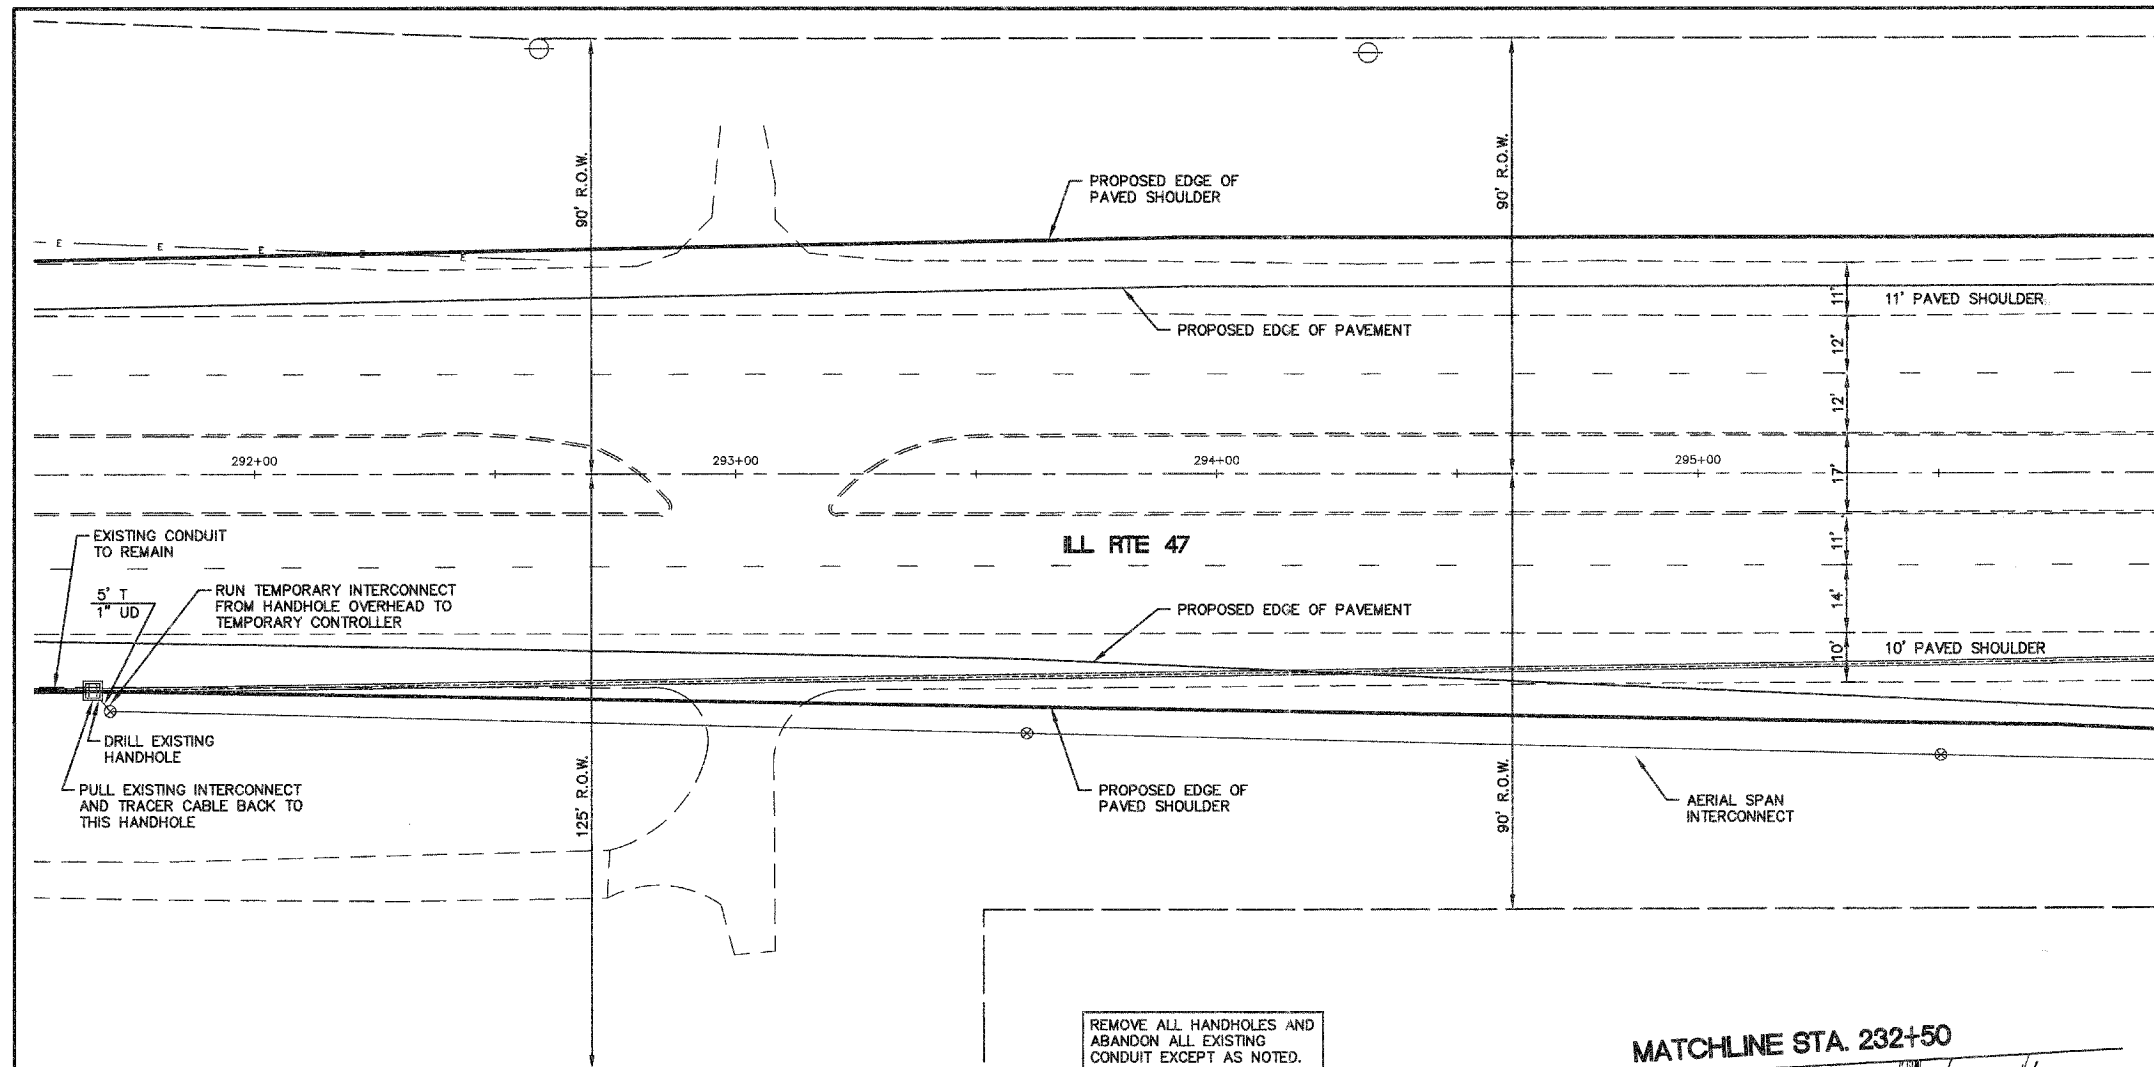 90' R.O.W.
90' R.O.W.
PROPOSED EDGE OF
PAVED SHOULDER
E E E E E
11' 11' PAVED SHOULDER
PROPOSED EDGE OF PAVEMENT
12'
12'
292+00 293+00 294+00 295+00
17'
EXISTING CONDUIT
TO REMAIN
ILL RTE 47
11'
5' T
1" UD
RUN TEMPORARY INTERCONNECT
FROM HANDHOLE OVERHEAD TO
TEMPORARY CONTROLLER
PROPOSED EDGE OF PAVEMENT
14'
10' 10' PAVED SHOULDER
DRILL EXISTING
HANDHOLE
PULL EXISTING INTERCONNECT
AND TRACER CABLE BACK TO
THIS HANDHOLE
125' R.O.W.
PROPOSED EDGE OF
PAVED SHOULDER
90' R.O.W.
AERIAL SPAN
INTERCONNECT
REMOVE ALL HANDHOLES AND
ABANDON ALL EXISTING
CONDUIT EXCEPT AS NOTED.
MATCHLINE STA. 232+50